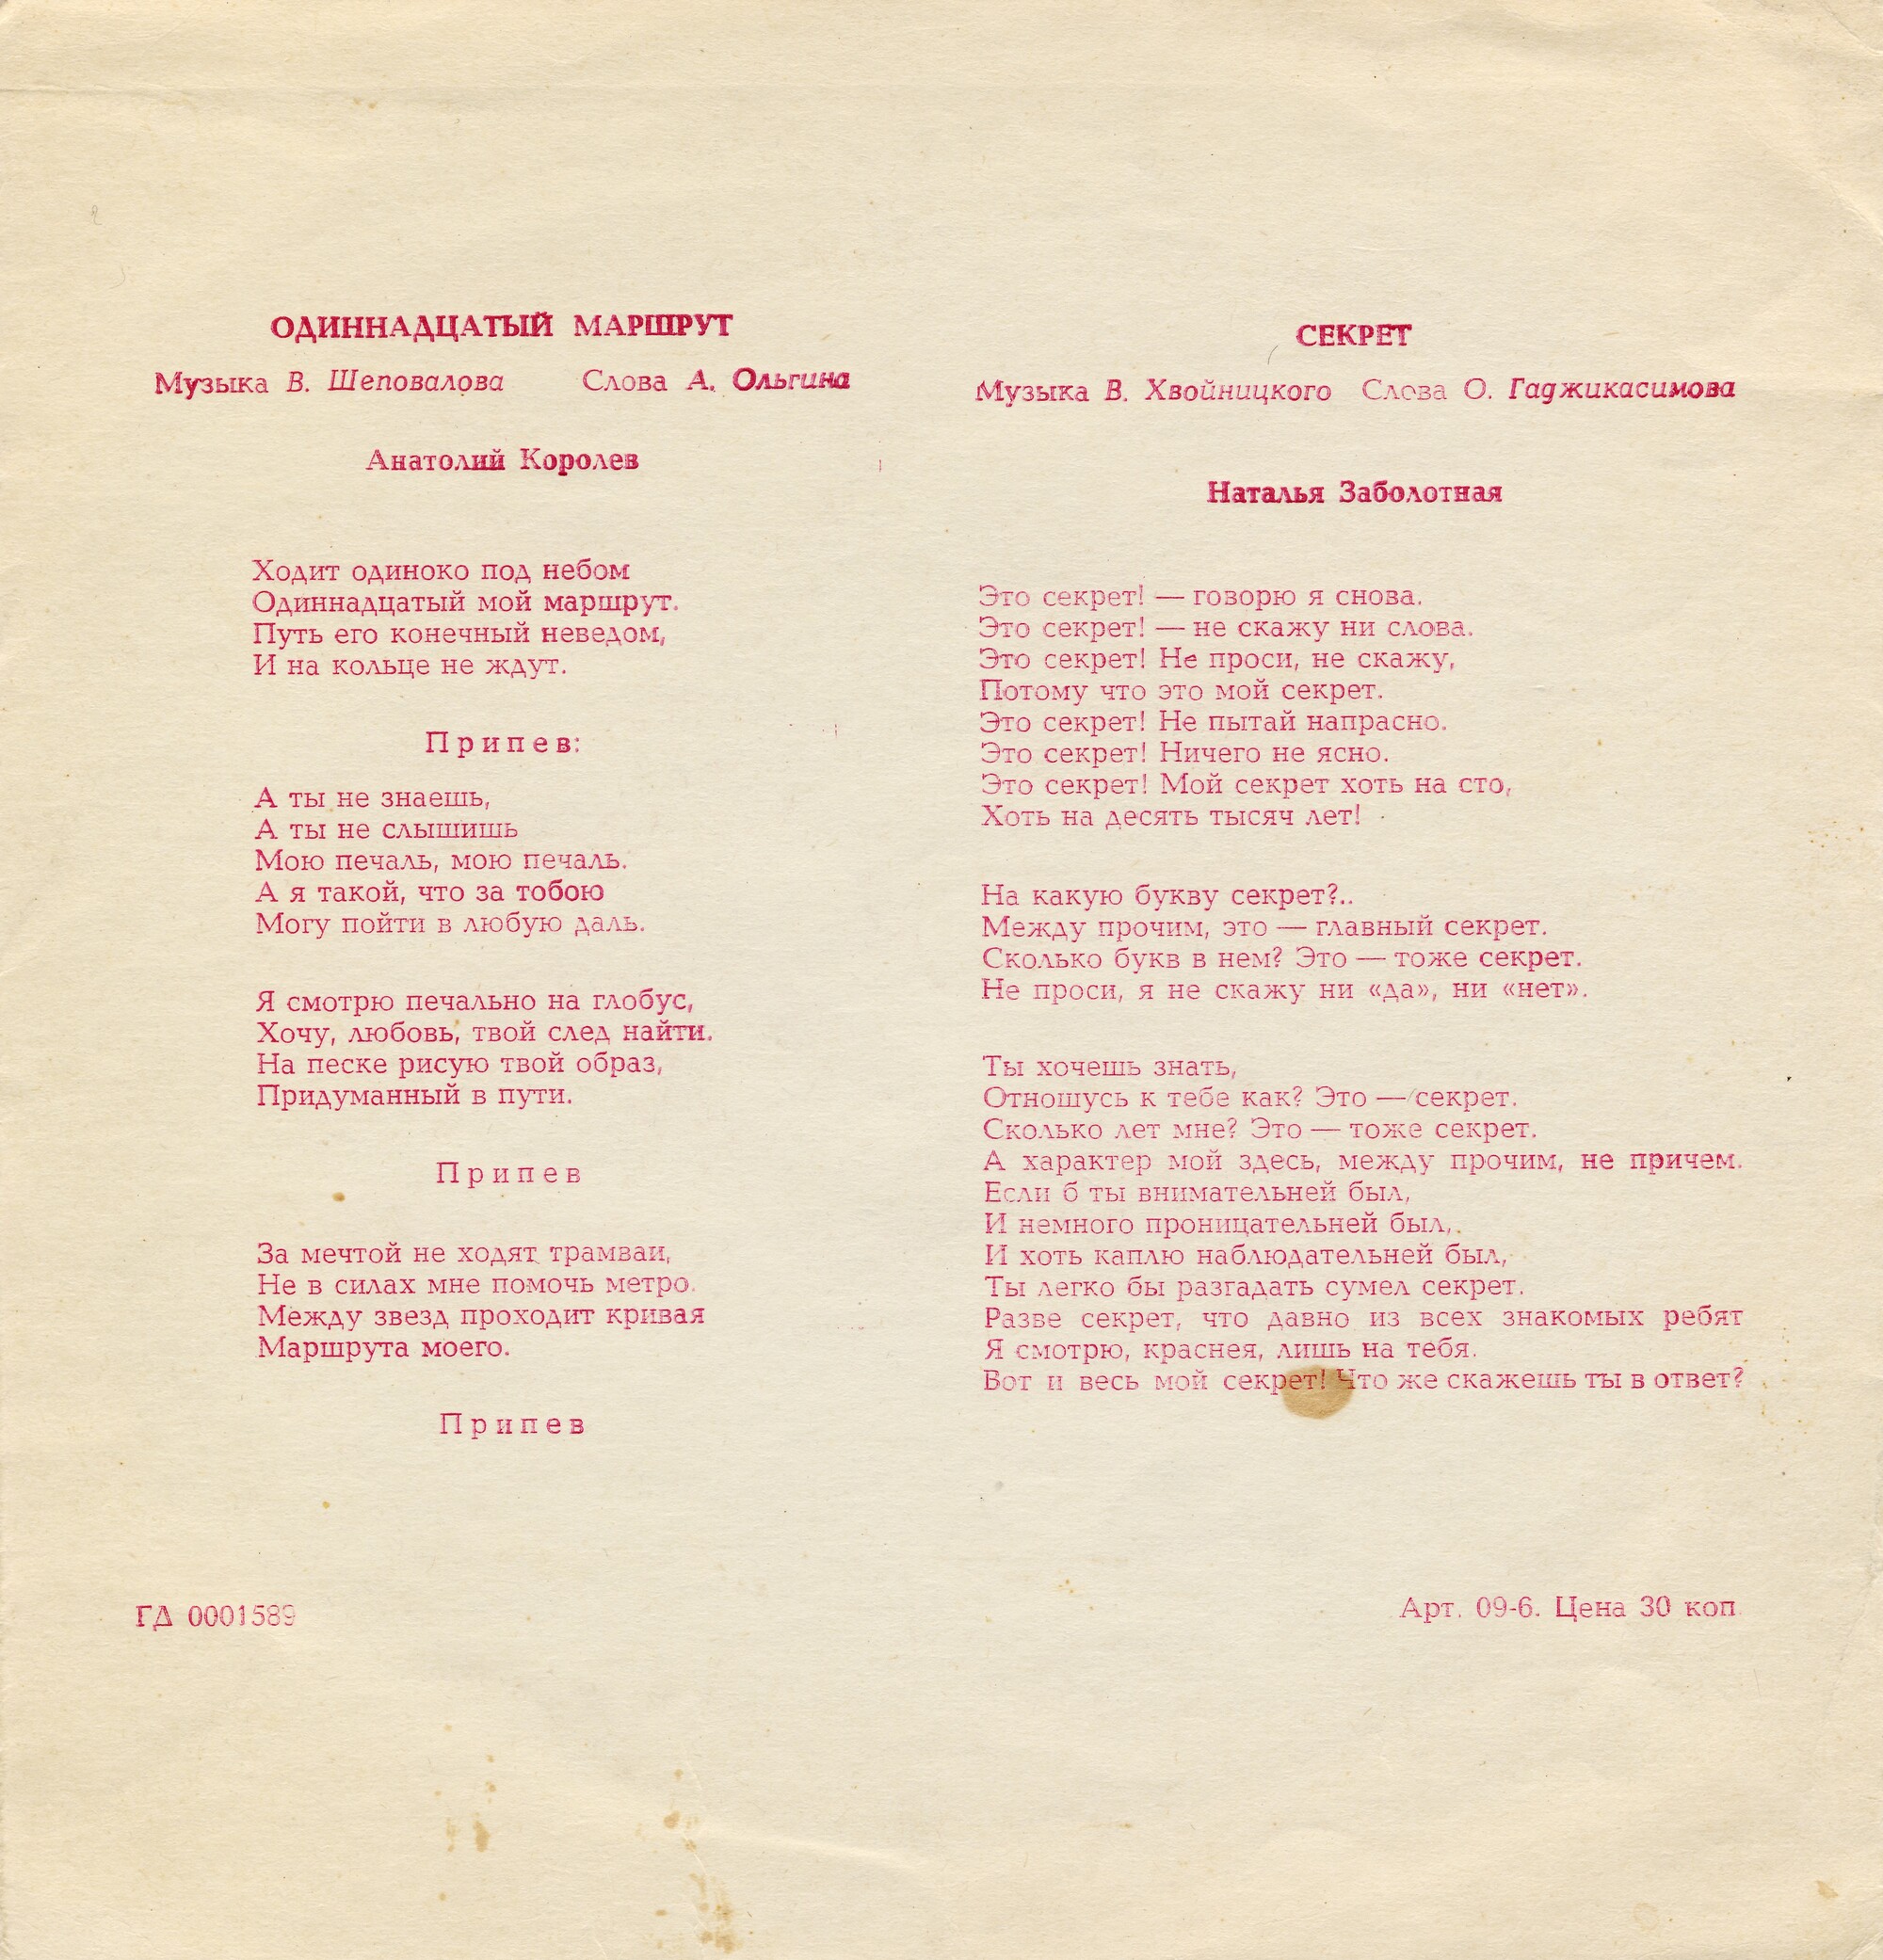 ОДИННАДЦАТЫЙ МАРШРУТ
Музыка В. Шеповалова Слова А. Ольгина
Анатолий Королев
Ходит одиноко под небом
Одиннадцатый мой маршрут.
Путь его конечный неведом,
И на кольце не ждут.
Припев:
А ты не знаешь,
А ты не слышишь
Мою печаль, мою печаль.
А я такой, что за тобою
Могу пойти в любую даль.
Я смотрю печально на глобус,
Хочу, любовь, твой след найти.
На песке рисую твой образ,
Придуманный в пути.
Припев
За мечтой не ходят трамваи,
Не в силах мне помочь метро.
Между звезд проходит кривая
Маршрута моего.
Припев
ГД 0001589
СЕКРЕТ
Музыка В. Хвойницкого Слова О. Гаджикасимова
Наталья Заболотная
Это секрет! — говорю я снова.
Это секрет! — не скажу ни слова.
Это секрет! Не проси, не скажу,
Потому что это мой секрет.
Это секрет! Не пытай напрасно.
Это секрет! Ничего не ясно.
Это секрет! Мой секрет хоть на сто,
Хоть на десять тысяч лет!
На какую букву секрет?..
Между прочим, это — главный секрет.
Сколько букв в нем? Это — тоже секрет.
Не проси, я не скажу ни «да», ни «нет».
Ты хочешь знать,
Отношусь к тебе как? Это — секрет.
Сколько лет мне? Это — тоже секрет.
А характер мой здесь, между прочим, не причем.
Если б ты внимательней был,
И немного проницательней был,
И хоть каплю наблюдательней был,
Ты легко бы разгадать сумел секрет.
Разве секрет, что давно из всех знакомых ребят
Я смотрю, краснея, лишь на тебя.
Вот и весь мой секрет! Что же скажешь ты в ответ?
Арт. 09-6. Цена 30 коп.